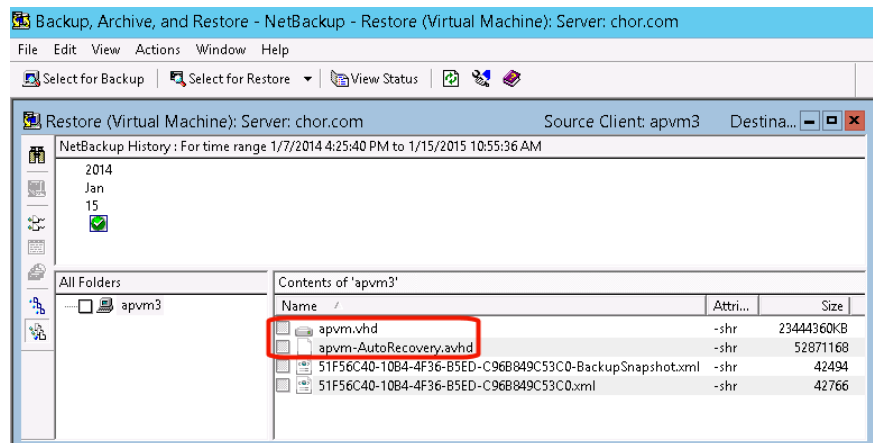 Backup, Archive, and Restore - NetBackup - Restore (Virtual Machine): Server: chor.com
File Edit View Actions Window Help
Select for Backup Select for Restore View Status
Restore (Virtual Machine): Server: chor.com Source Client: apvm3 Destina...
NetBackup History : For time range 1/7/2014 4:25:40 PM to 1/15/2015 10:55:36 AM
2014
Jan
15
All Folders Contents of 'apvm3'
apvm3 Name / Attri... Size
apvm.vhd -shr 23444360KB
apvm-AutoRecovery.avhd -shr 52871168
51F56C40-10B4-4F36-B5ED-C96B849C53C0-BackupSnapshot.xml -shr 42494
51F56C40-10B4-4F36-B5ED-C96B849C53C0.xml -shr 42766